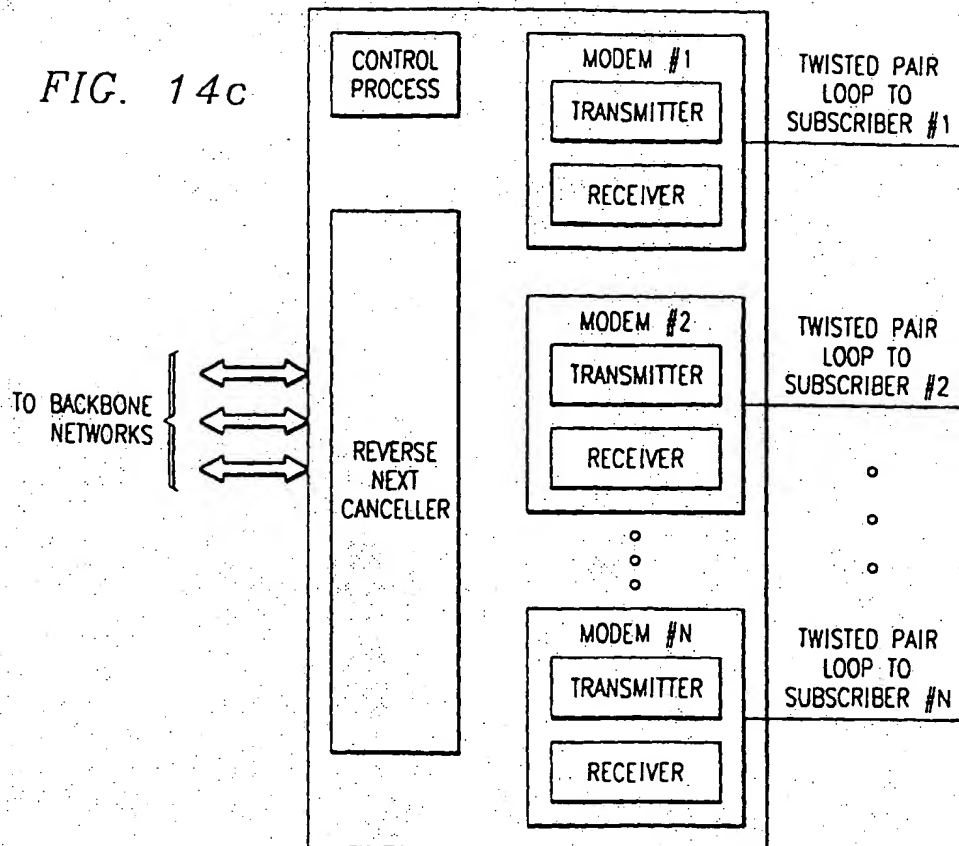 FIG. 14c
CONTROL
PROCESS
MODEM #1
TRANSMITTER
RECEIVER
TWISTED PAIR
LOOP TO
SUBSCRIBER #1
MODEM #2
TRANSMITTER
RECEIVER
TWISTED PAIR
LOOP TO
SUBSCRIBER #2
TO BACKBONE
NETWORKS
REVERSE
NEXT
CANCELLER
MODEM #N
TRANSMITTER
RECEIVER
TWISTED PAIR
LOOP TO
SUBSCRIBER #N